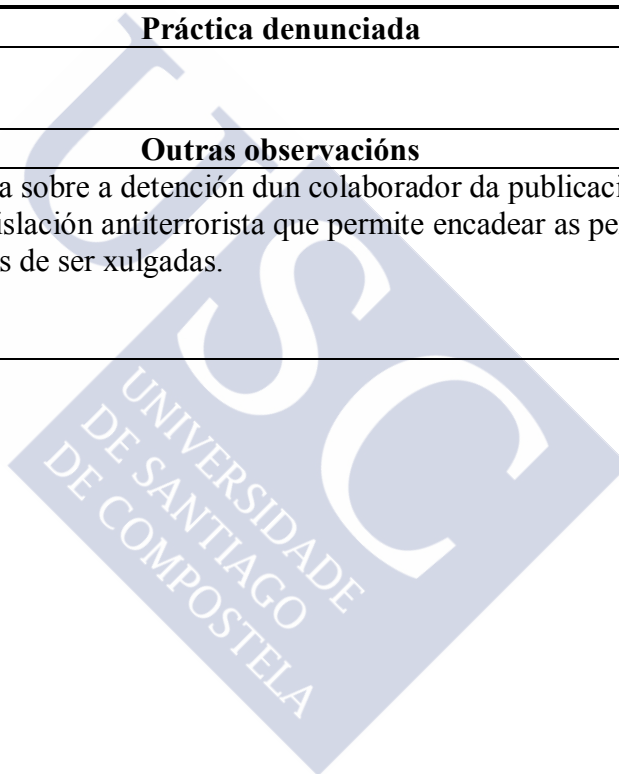 Práctica denunciada
Outras observacións
a sobre a detención dun colaborador da publicaci
islación antiterrorista que permite encadear as pe
s de ser xulgadas.
USC
UNIVERSIDADE
DE SANTIAGO
DE COMPOSTELA